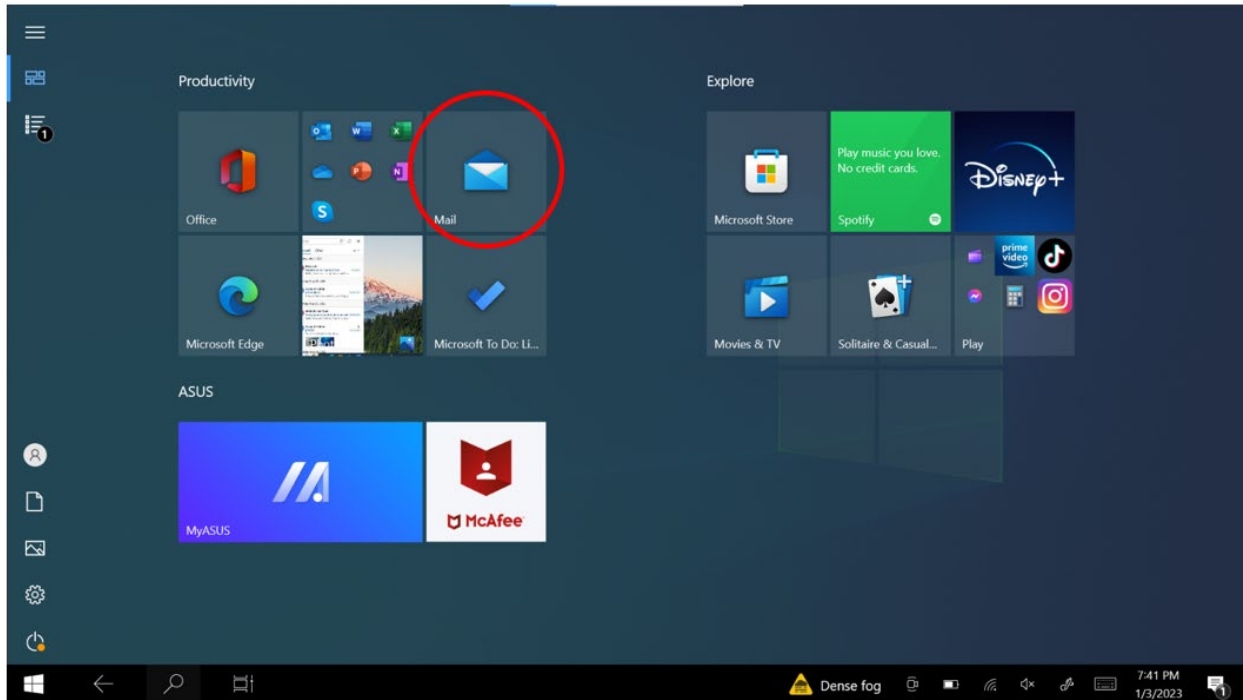 Productivity
Explore
Office
Mail
Microsoft Store
Play music you love.
No credit cards.
Spotify
Disney+
Microsoft Edge
Microsoft To Do: Li...
Movies & TV
Solitaire & Casual...
prime
video
Play
ASUS
MyASUS
McAfee
1
Dense fog
7:41 PM
1/3/2023
1